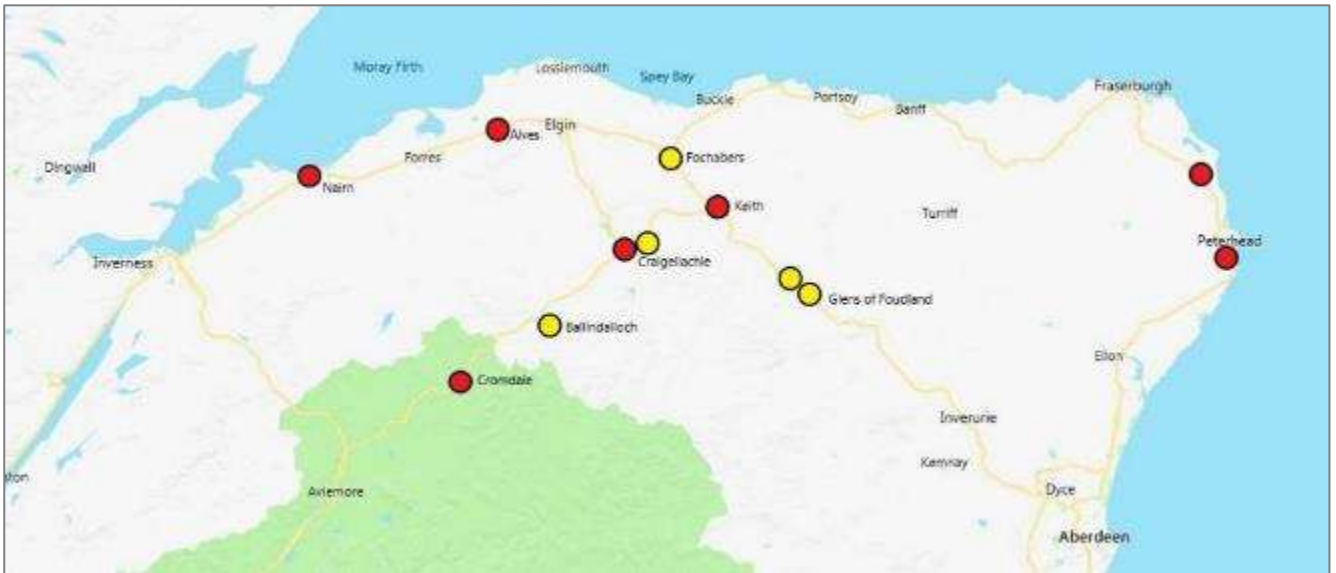 Moray Firth
Lossiemouth
Spey Bay
Buckie
Portsoy
Banff
Fraserburgh
Alves
Elgin
Forres
Fochabers
Dingwall
Nairn
Keith
Turriff
Peterhead
Inverness
Craigellachie
Glens of Foudland
Ballindalloch
Ellon
Cromdale
Inverurie
Kemnay
ston
Aviemore
Dyce
Aberdeen